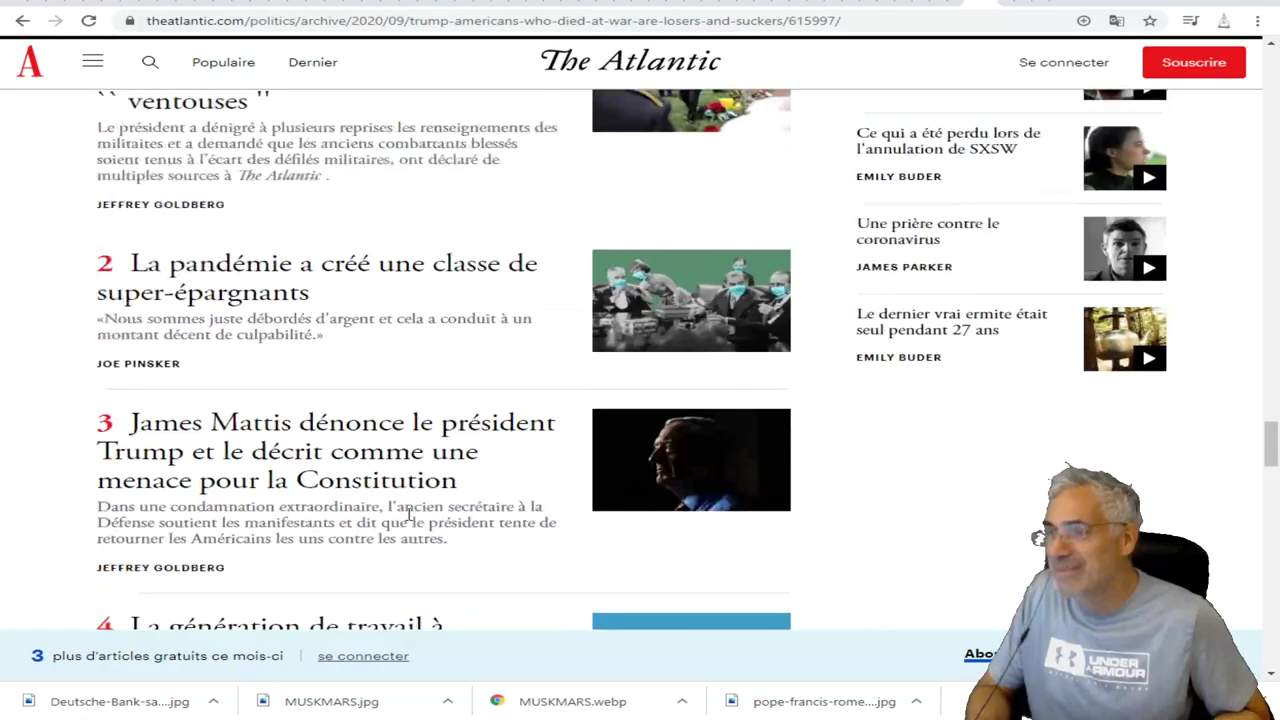 theatlantic.com/politics/archive/2020/09/trump-americans-who-died-at-war-are-losers-and-suckers/615997/
A
Populaire
Dernier
The Atlantic
Se connecter
Souscrire
`` ventouses ''
Le président a dénigré à plusieurs reprises les renseignements des
militaires et a demandé que les anciens combattants blessés
soient tenus à l'écart des défilés militaires, ont déclaré de
multiples sources à The Atlantic .
JEFFREY GOLDBERG
2 La pandémie a créé une classe de
super-épargnants
«Nous sommes juste débordés d'argent et cela a conduit à un
montant décent de culpabilité.»
JOE PINSKER
3 James Mattis dénonce le président
Trump et le décrit comme une
menace pour la Constitution
Dans une condamnation extraordinaire, l'ancien secrétaire à la
Défense soutient les manifestants et dit que le président tente de
retourner les Américains les uns contre les autres.
JEFFREY GOLDBERG
4 La génération de travail à
Ce qui a été perdu lors de
l'annulation de SXSW
EMILY BUDER
Une prière contre le
coronavirus
JAMES PARKER
Le dernier vrai ermite était
seul pendant 27 ans
EMILY BUDER
3 plus d'articles gratuits ce mois-ci
se connecter
Abo
UNDER
ARMOUR
Deutsche-Bank-sa....jpg
MUSKMARS.jpg
MUSKMARS.webp
pope-francis-rome....jpg